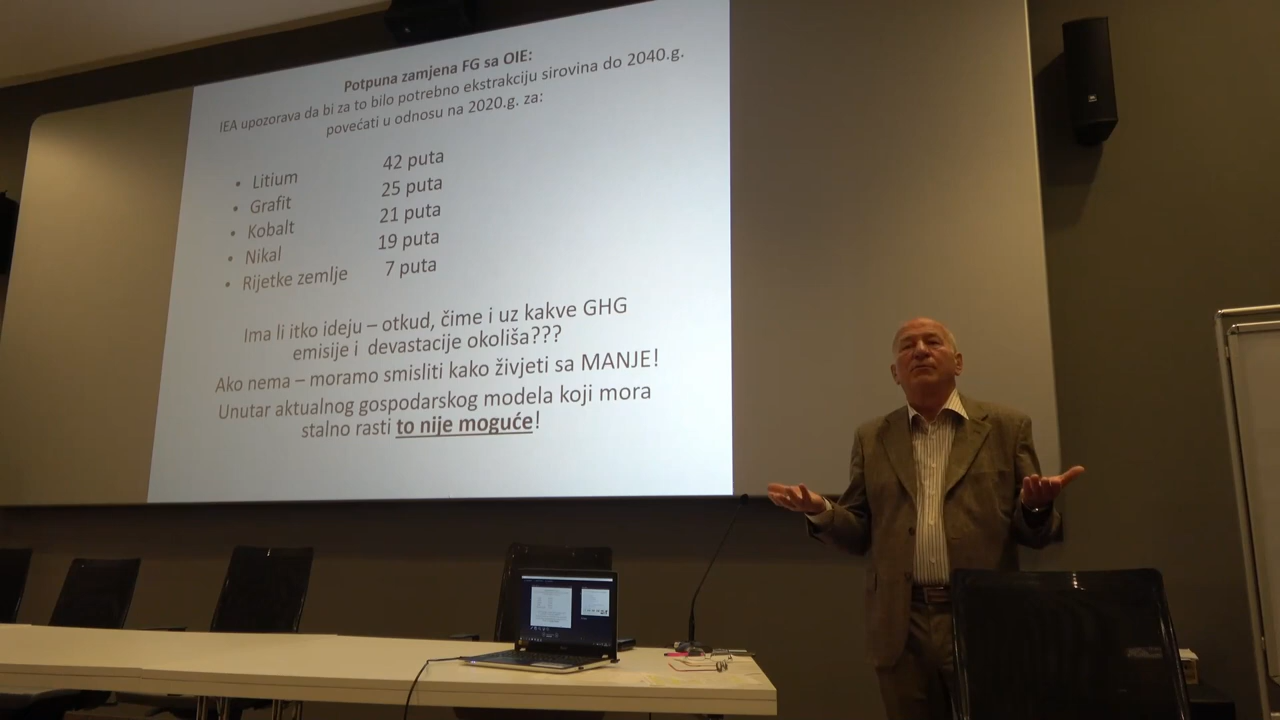 Potpuna zamjena FG sa OIE:
IEA upozorava da bi za to bilo potrebno ekstrakciju sirovina do 2040.g.
povećati u odnosu na 2020.g. za:
• Litium 42 puta
• Grafit 25 puta
• Kobalt 21 puta
• Nikal 19 puta
• Rijetke zemlje 7 puta
Ima li itko ideju – otkud, čime i uz kakve GHG
emisije i devastacije okoliša???
Ako nema – moramo smisliti kako živjeti sa MANJE!
Unutar aktualnog gospodarskog modela koji mora
stalno rasti to nije moguće!